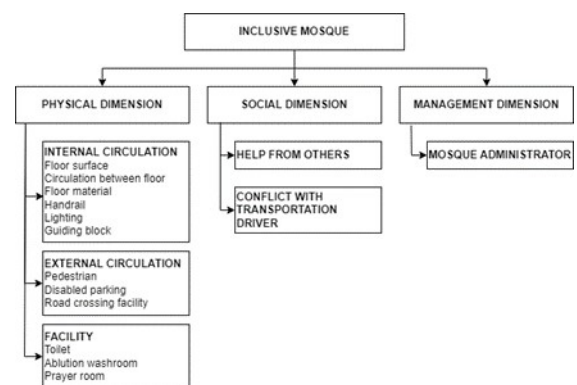 INCLUSIVE MOSQUE
PHYSICAL DIMENSION
SOCIAL DIMENSION
MANAGEMENT DIMENSION
INTERNAL CIRCULATION
Floor surface
Circulation between floor
Floor material
Handrail
Lighting
Guiding block
EXTERNAL CIRCULATION
Pedestrian
Disabled parking
Road crossing facility
FACILITY
Toilet
Ablution washroom
Prayer room
HELP FROM OTHERS
CONFLICT WITH
TRANSPORTATION
DRIVER
MOSQUE ADMINISTRATOR